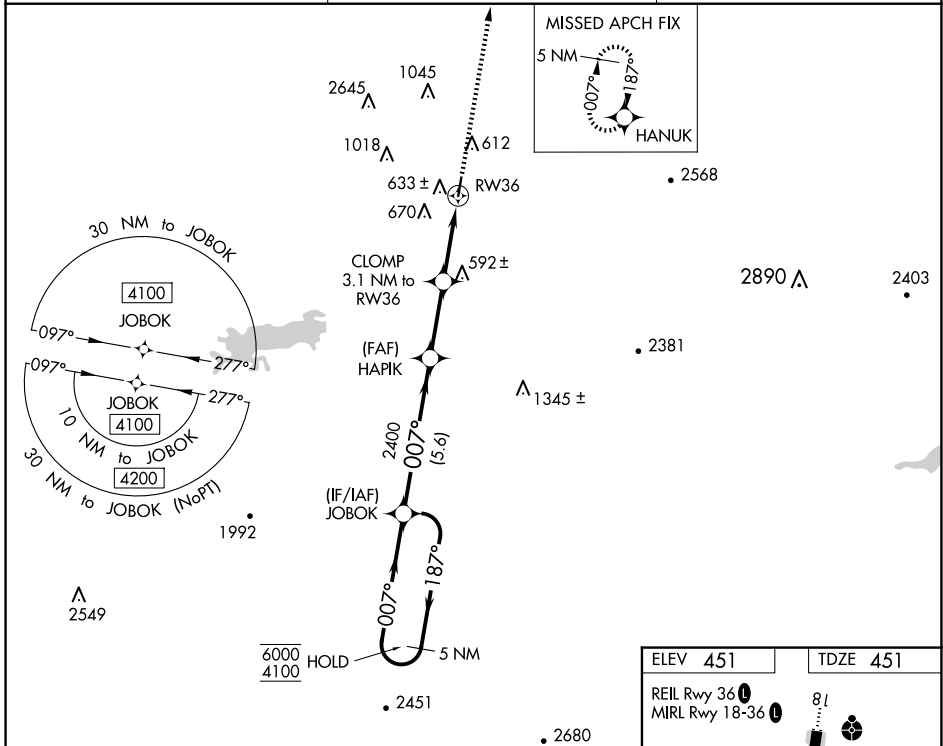 MISSED APCH FIX
5 NM
007°
187°
HANUK
2645
1045
1018
612
633 ±
RW36
670
2568
30 NM to JOBOK
4100
JOBOK
097°
277°
097°
277°
JOBOK
4100
10 NM to JOBOK
4200
30 NM to JOBOK (NoPT)
CLOMP
3.1 NM to
RW36
592 ±
2890
2403
(FAF)
HAPIK
2381
1345 ±
2400
007°
(5.6)
(IF/IAF)
JOBOK
1992
2549
007°
187°
6000
4100
HOLD
5 NM
2451
2680
ELEV 451
TDZE 451
REIL Rwy 36 L
MIRL Rwy 18-36 L
18